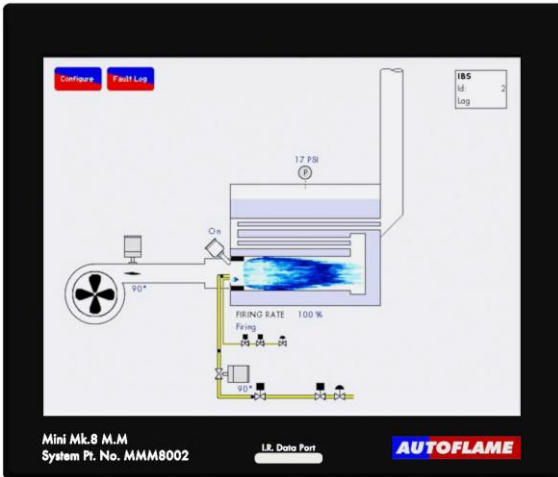 Configure Fault Log
IBS
Id: 2
Lag
17 PSI
P
On
90°
FIRING RATE 100 %
Firing
90°
Mini Mk.8 M.M
System Pt. No. MMM8002
I.R. Data Port
AUTOFLAME